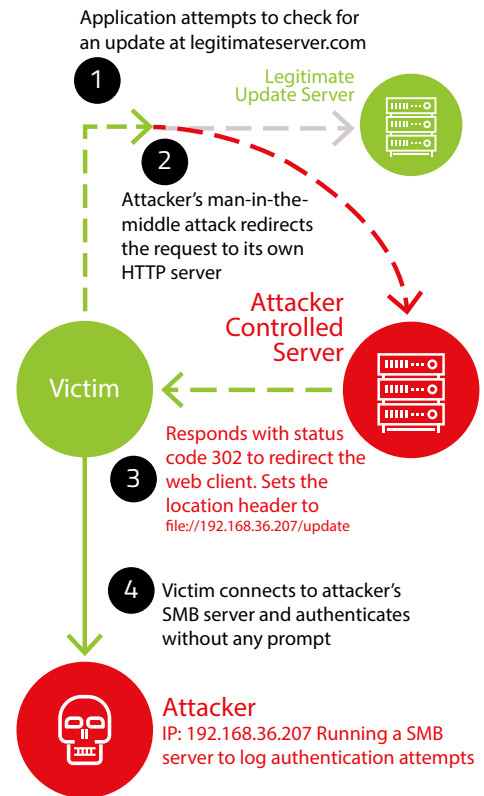 Application attempts to check for
an update at legitimateserver.com
1
Legitimate
Update Server
2
Attacker's man-in-the-
middle attack redirects
the request to its own
HTTP server
Attacker
Controlled
Server
Victim
3
Responds with status
code 302 to redirect the
web client. Sets the
location header to
file://192.168.36.207/update
4
Victim connects to attacker's
SMB server and authenticates
without any prompt
Attacker
IP: 192.168.36.207 Running a SMB
server to log authentication attempts